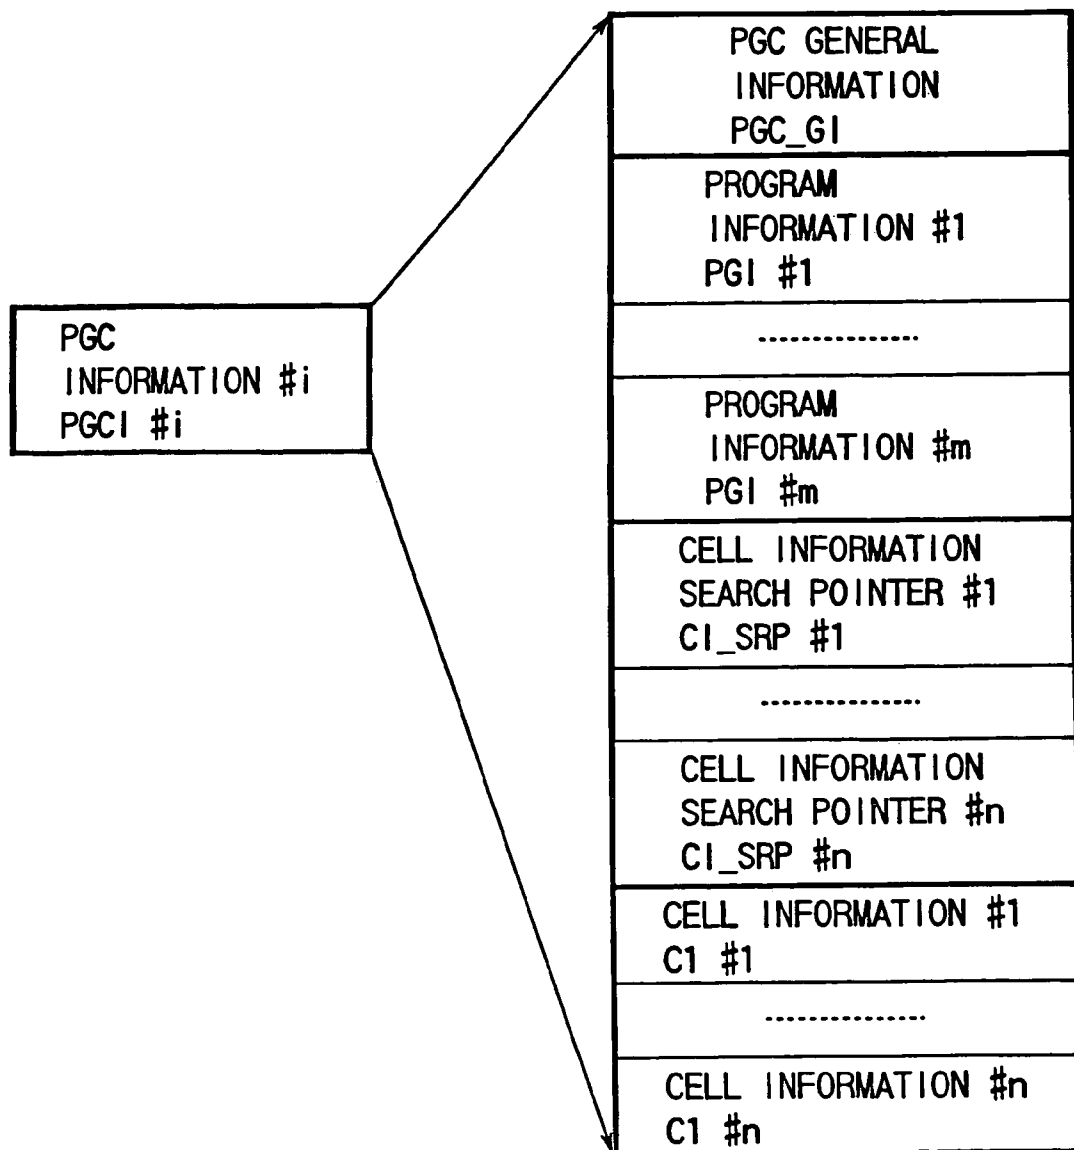 PGC
INFORMATION #i
PGCI #i
PGC GENERAL
INFORMATION
PGC_GI
PROGRAM
INFORMATION #1
PGI #1
...............
PROGRAM
INFORMATION #m
PGI #m
CELL INFORMATION
SEARCH POINTER #1
CI_SRP #1
...............
CELL INFORMATION
SEARCH POINTER #n
CI_SRP #n
CELL INFORMATION #1
C1 #1
...............
CELL INFORMATION #n
C1 #n